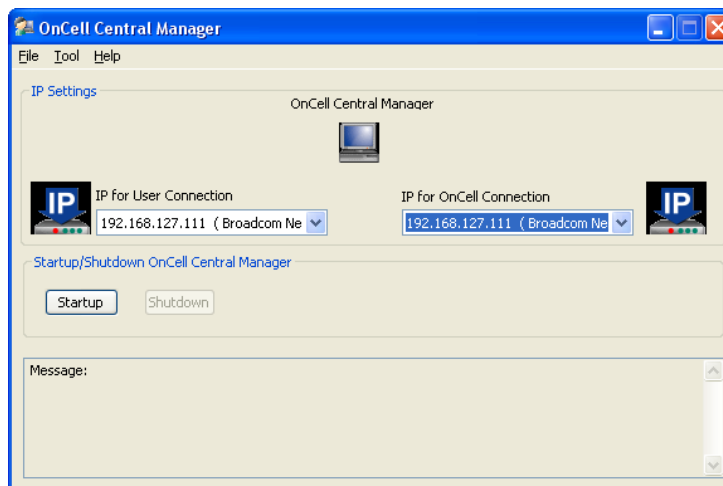 OnCell Central Manager
File Tool Help
IP Settings
OnCell Central Manager
IP
IP for User Connection
192.168.127.111 ( Broadcom Ne
IP for OnCell Connection
192.168.127.111 ( Broadcom Ne
IP
Startup/Shutdown OnCell Central Manager
Startup Shutdown
Message: